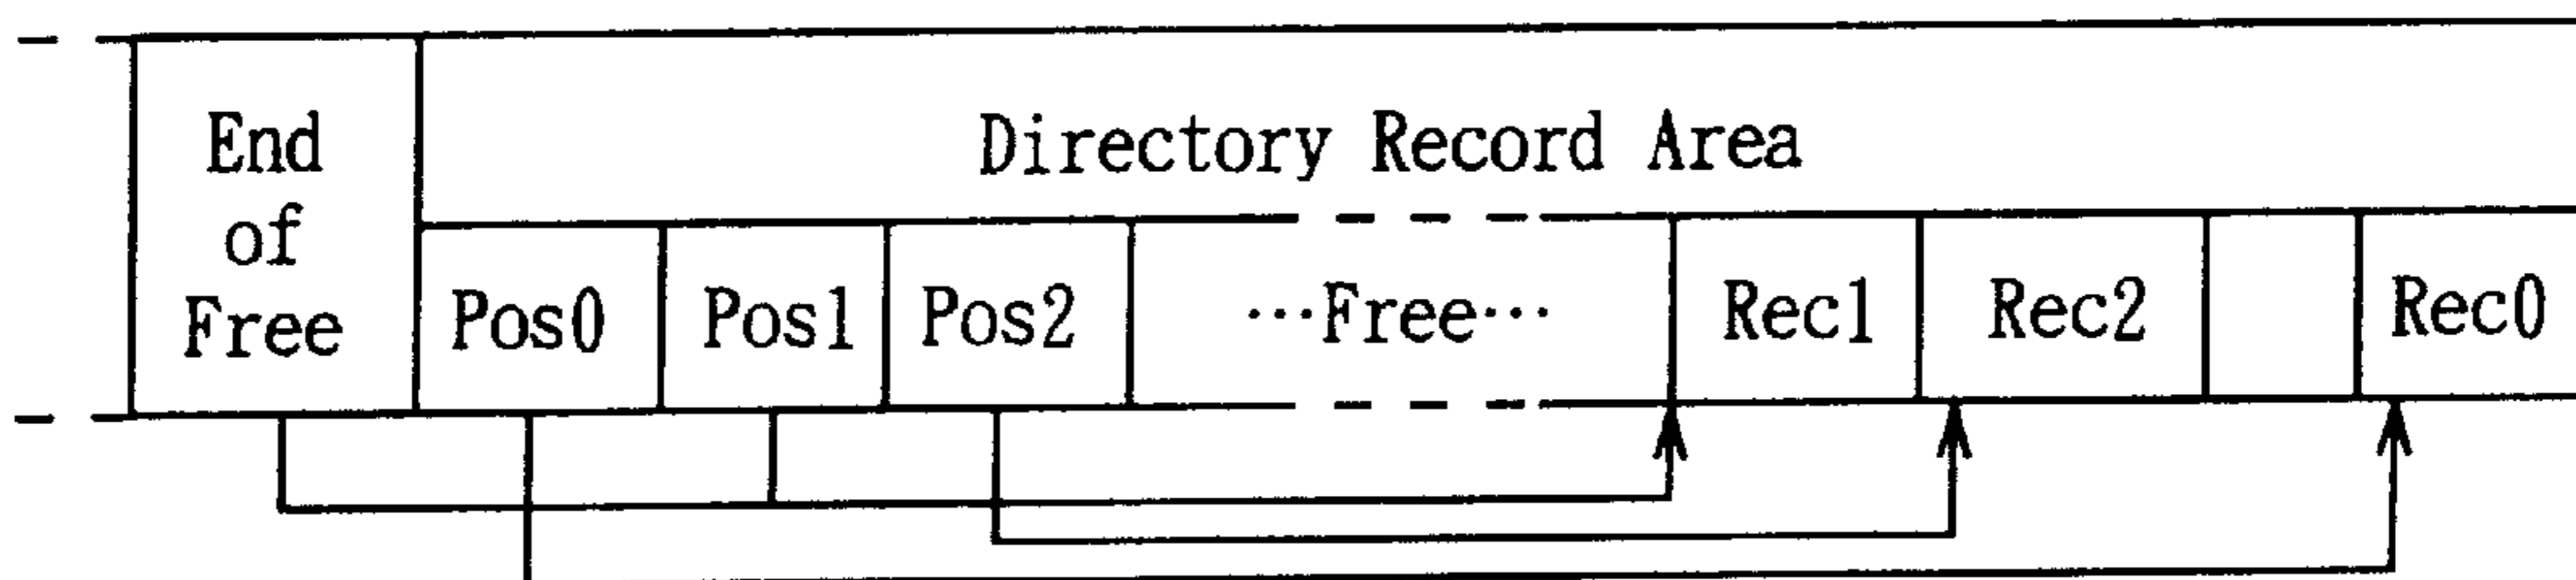 End
of
Free
Directory Record Area
Pos0
Pos1
Pos2
···Free···
Rec1
Rec2
Rec0